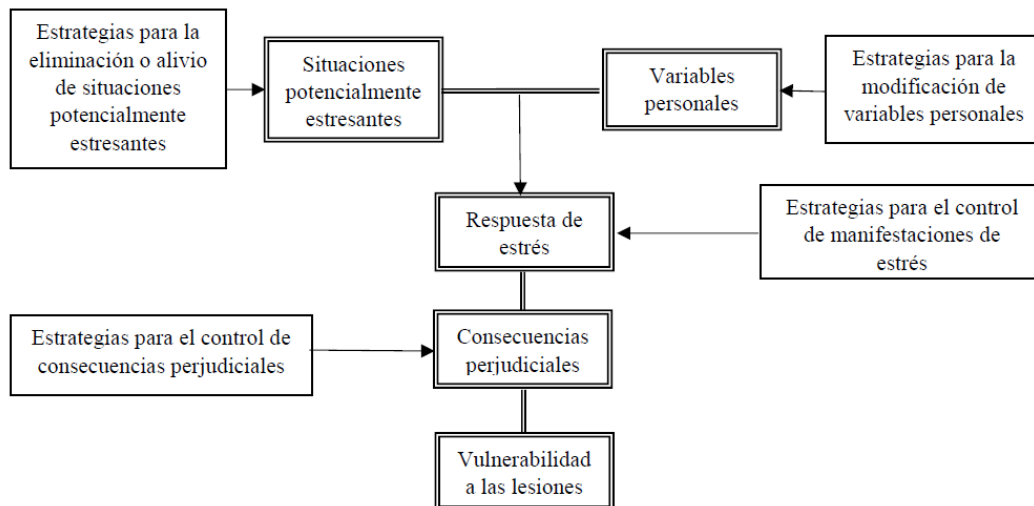 Estrategias para la
eliminación o alivio
de situaciones
potencialmente
estresantes
Situaciones
potencialmente
estresantes
Variables
personales
Estrategias para la
modificación de
variables personales
Respuesta de
estrés
Estrategias para el control
de manifestaciones de
estrés
Estrategias para el control de
consecuencias perjudiciales
Consecuencias
perjudiciales
Vulnerabilidad
a las lesiones